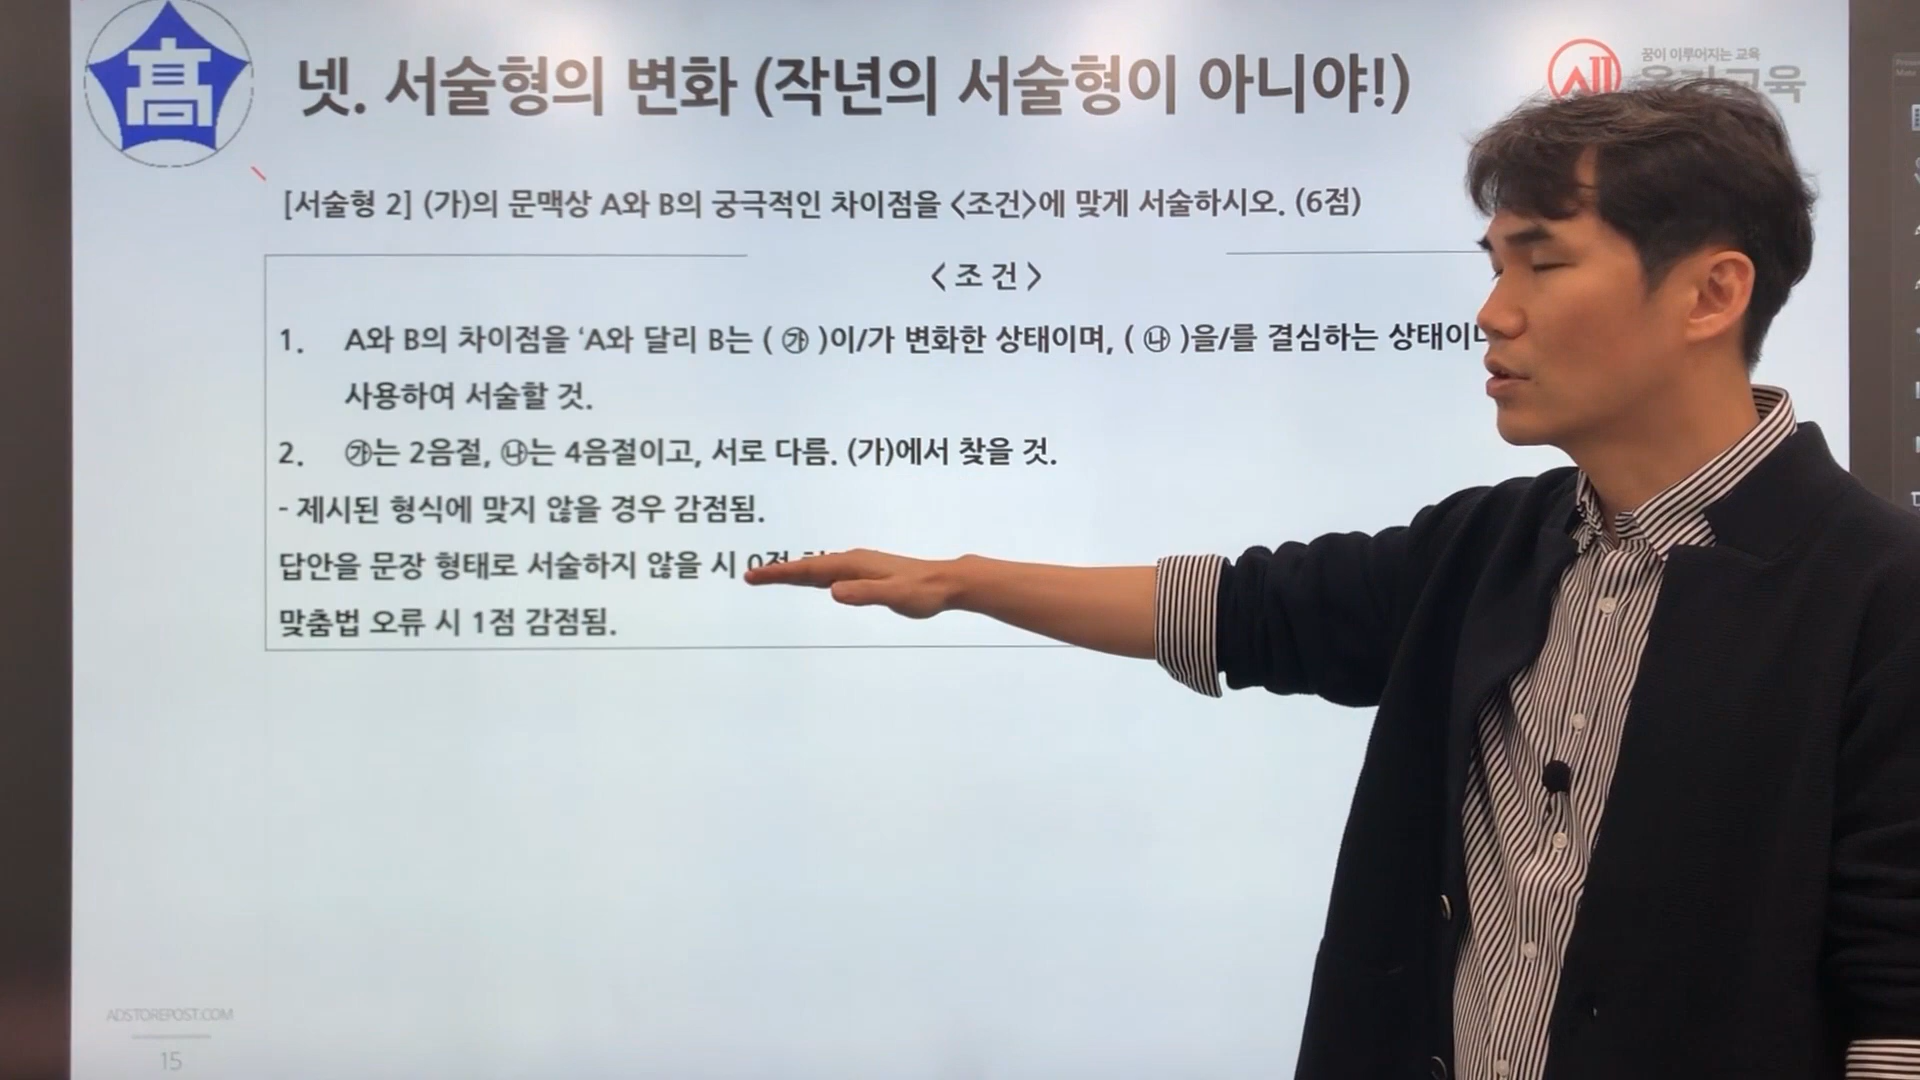 高
넷. 서술형의 변화 (작년의 서술형이 아니야!)
꿈이 이루어지는 교육
[서술형 2] (가)의 문맥상 A와 B의 궁극적인 차이점을 <조건>에 맞게 서술하시오. (6점)
< 조 건 >
1. A와 B의 차이점을 ‘A와 달리 B는 ( ㉮ )이/가 변화한 상태이며, ( ㉯ )을/를 결심하는
사용하여 서술할 것.
2. ㉮는 2음절, ㉯는 4음절이고, 서로 다름. (가)에서 찾을 것.
- 제시된 형식에 맞지 않을 경우 감점됨.
답안을 문장 형태로 서술하지 않을 시
맞춤법 오류 시 1점 감점됨.
ADSTOREPOST.COM
15